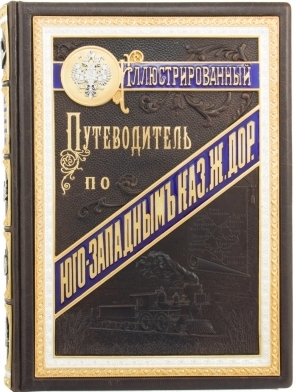 Иллюстрированный
Путеводитель
по
Юго-Западнымъ Каз. Ж. Дор.